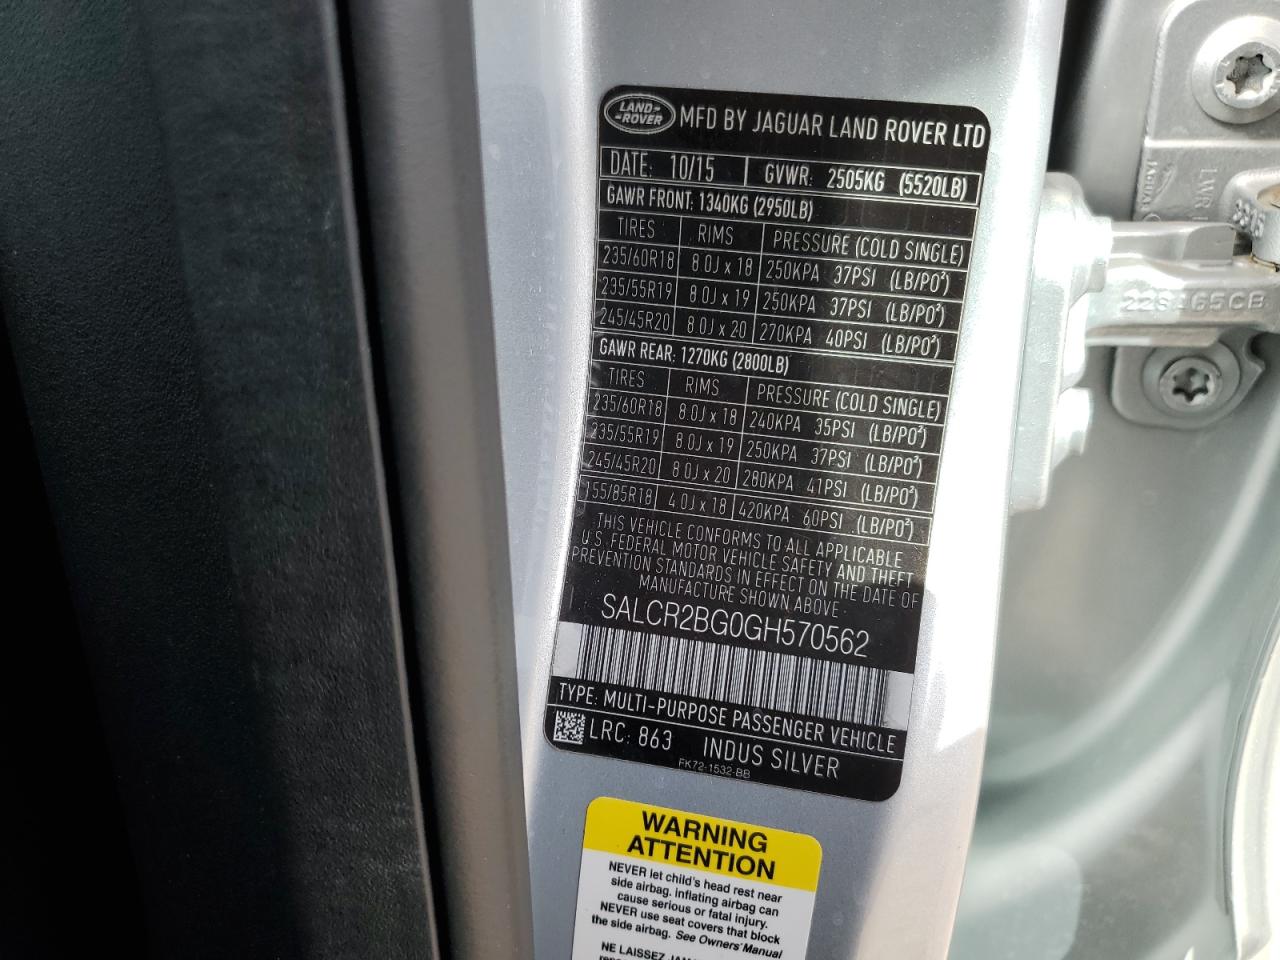 LAND-
-ROVER
MFD BY JAGUAR LAND ROVER LTD
DATE: 10/15 GVWR: 2505KG (5520LB)
GAWR FRONT: 1340KG (2950LB)
TIRES RIMS PRESSURE (COLD SINGLE)
235/60R18 8.0J x 18 250KPA 37PSI (LB/PO²)
235/55R19 8.0J x 19 250KPA 37PSI (LB/PO²)
245/45R20 8.0J x 20 270KPA 40PSI (LB/PO²)
GAWR REAR: 1270KG (2800LB)
TIRES RIMS PRESSURE (COLD SINGLE)
235/60R18 8.0J x 18 240KPA 35PSI (LB/PO²)
235/55R19 8.0J x 19 250KPA 37PSI (LB/PO²)
245/45R20 8.0J x 20 280KPA 41PSI (LB/PO²)
155/85R18 4.0J x 18 420KPA 60PSI (LB/PO²)
THIS VEHICLE CONFORMS TO ALL APPLICABLE
U.S. FEDERAL MOTOR VEHICLE SAFETY AND THEFT
PREVENTION STANDARDS IN EFFECT ON THE DATE OF
MANUFACTURE SHOWN ABOVE.
SALCR2BG0GH570562
TYPE: MULTI-PURPOSE PASSENGER VEHICLE
LRC: 863 INDUS SILVER
FK72-1532-BB
WARNING
ATTENTION
NEVER let child's head rest near
side airbag. inflating airbag can
cause serious or fatal injury.
NEVER use seat covers that block
the side airbag. See Owners' Manual
NE LAISSEZ
JAGUAR
LWR